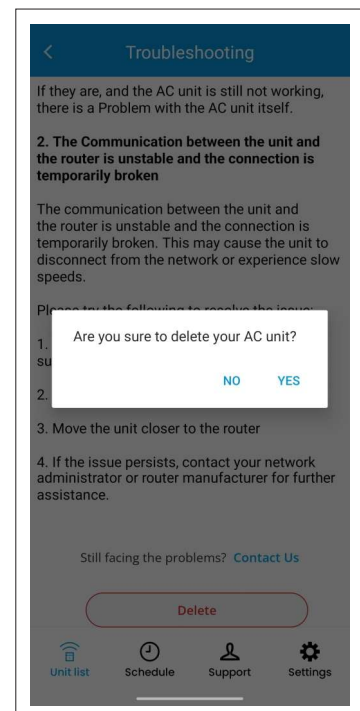 Troubleshooting
If they are, and the AC unit is still not working,
there is a Problem with the AC unit itself.
2. The Communication between the unit and
the router is unstable and the connection is
temporarily broken
The communication between the unit and
the router is unstable and the connection is
temporarily broken. This may cause the unit to
disconnect from the network or experience slow
speeds.
Please try the following to resolve the issue:
1.
Are you sure to delete your AC unit?
su
NO YES
2.
3. Move the unit closer to the router
4. If the issue persists, contact your network
administrator or router manufacturer for further
assistance.
Still facing the problems? Contact Us
Delete
Unit list Schedule Support Settings